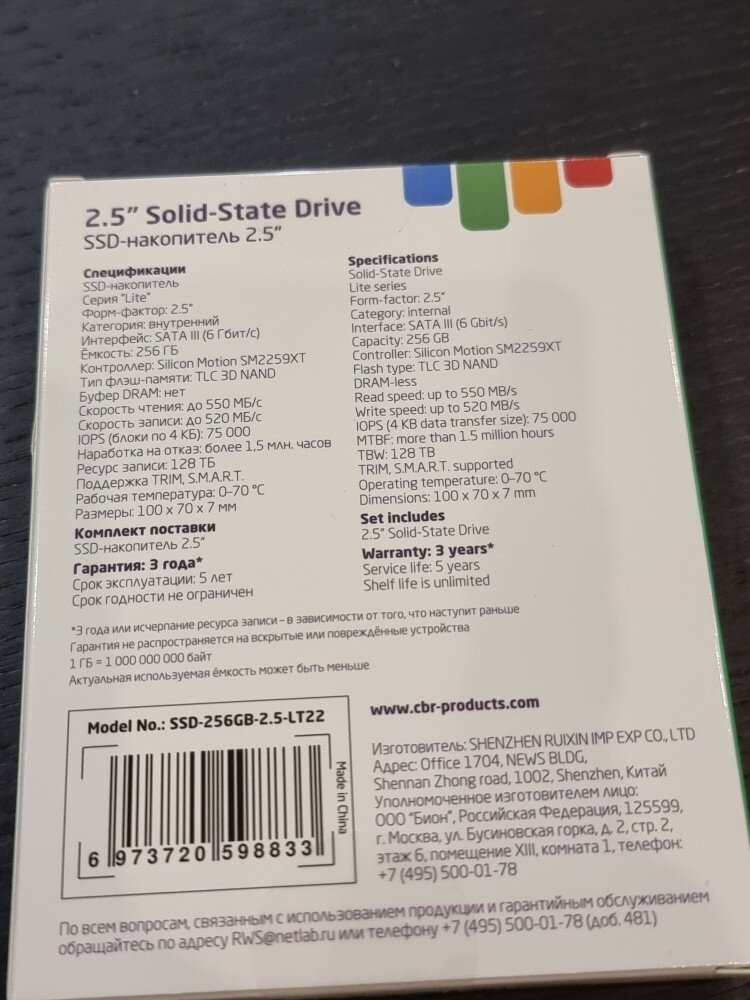 2.5” Solid-State Drive
SSD-накопитель 2.5”
Спецификации
SSD-накопитель
Серия "Lite"
Форм-фактор: 2.5”
Категория: внутренний
Интерфейс: SATA III (6 Гбит/с)
Ёмкость: 256 ГБ
Контроллер: Silicon Motion SM2259XT
Тип флэш-памяти: TLC 3D NAND
Буфер DRAM: нет
Скорость чтения: до 550 МБ/с
Скорость записи: до 520 МБ/с
IOPS (блоки по 4 КБ): 75 000
Наработка на отказ: более 1,5 млн. часов
Ресурс записи: 128 ТБ
Поддержка TRIM, S.M.A.R.T.
Рабочая температура: 0–70 °C
Размеры: 100 x 70 x 7 мм
Комплект поставки
SSD-накопитель 2.5”
Гарантия: 3 года*
Срок эксплуатации: 5 лет
Срок годности не ограничен
Specifications
Solid-State Drive
Lite series
Form-factor: 2.5”
Category: internal
Interface: SATA III (6 Gbit/s)
Capacity: 256 GB
Controller: Silicon Motion SM2259XT
Flash type: TLC 3D NAND
DRAM-less
Read speed: up to 550 MB/s
Write speed: up to 520 MB/s
IOPS (4 KB data transfer size): 75 000
MTBF: more than 1.5 million hours
TBW: 128 TB
TRIM, S.M.A.R.T. supported
Operating temperature: 0–70 °C
Dimensions: 100 x 70 x 7 mm
Set includes
2.5” Solid-State Drive
Warranty: 3 years*
Service life: 5 years
Shelf life is unlimited
*3 года или исчерпание ресурса записи – в зависимости от того, что наступит раньше
Гарантия не распространяется на вскрытые или повреждённые устройства
1 ГБ = 1 000 000 000 байт
Актуальная используемая ёмкость может быть меньше
Model No.: SSD-256GB-2.5-LT22
Made in China
6 973720 598833
www.cbr-products.com
Изготовитель: SHENZHEN RUIXIN IMP EXP CO., LTD
Адрес: Office 1704, NEWS BLDG,
Shennan Zhong road, 1002, Shenzhen, Китай
Уполномоченное изготовителем лицо:
ООО "Бион", Российская Федерация, 125599,
г. Москва, ул. Бусиновская горка, д. 2, стр. 2,
этаж 6, помещение XIII, комната 1, телефон:
+7 (495) 500-01-78
По всем вопросам, связанным с использованием продукции и гарантийным обслуживанием
обращайтесь по адресу RWS@netlab.ru или телефону +7 (495) 500-01-78 (доб. 481)